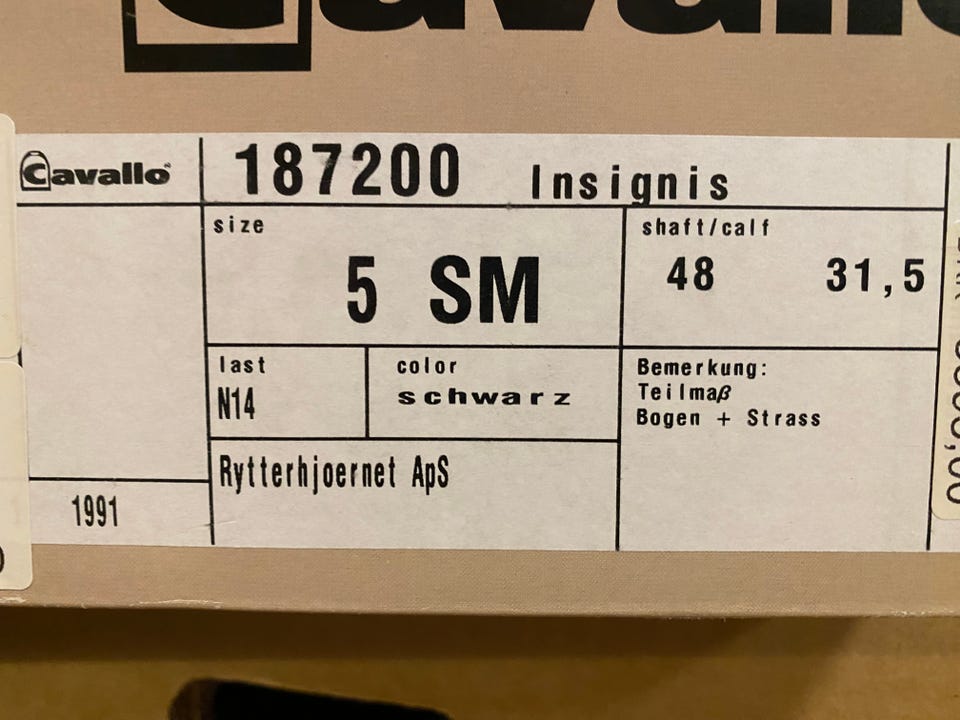 Cavallo
Cavallo
187200 Insignis
size
5 SM
shaft/calf
48 31,5
last
N14
color
schwarz
Bemerkung:
Teilmaß
Bogen + Strass
Rytterhjoernet ApS
1991